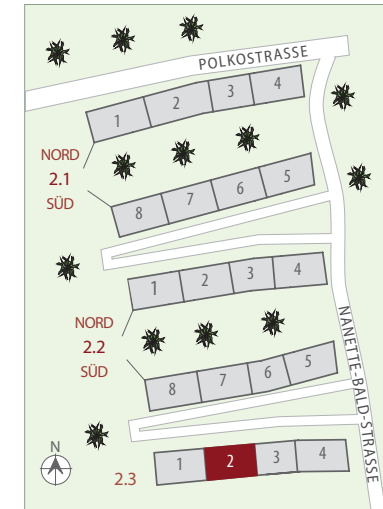 POLKOSTRASSE
1 2 3 4
NORD
2.1
SÜD
8 7 6 5
1 2 3 4
NORD
2.2
SÜD
8 7 6 5
NANETTE-BALD-STRASSE
N
2.3
1 2 3 4